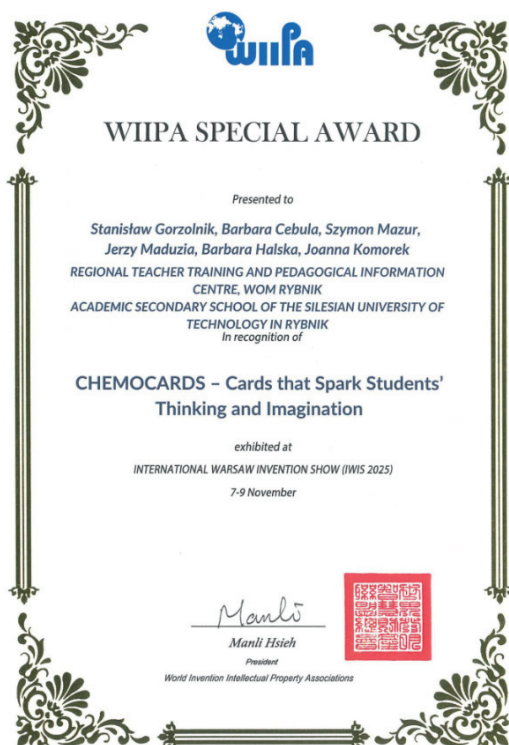 WIIPA
WIIPA SPECIAL AWARD
Presented to
Stanisław Gorzolnik, Barbara Cebula, Szymon Mazur,
Jerzy Maduzia, Barbara Halska, Joanna Komorek
REGIONAL TEACHER TRAINING AND PEDAGOGICAL INFORMATION
CENTRE, WOM RYBNIK
ACADEMIC SECONDARY SCHOOL OF THE SILESIAN UNIVERSITY OF
TECHNOLOGY IN RYBNIK
In recognition of
CHEMOCARDS – Cards that Spark Students’
Thinking and Imagination
exhibited at
INTERNATIONAL WARSAW INVENTION SHOW (IWIS 2025)
7-9 November
Manli
Manli Hsieh
President
World Invention Intellectual Property Associations